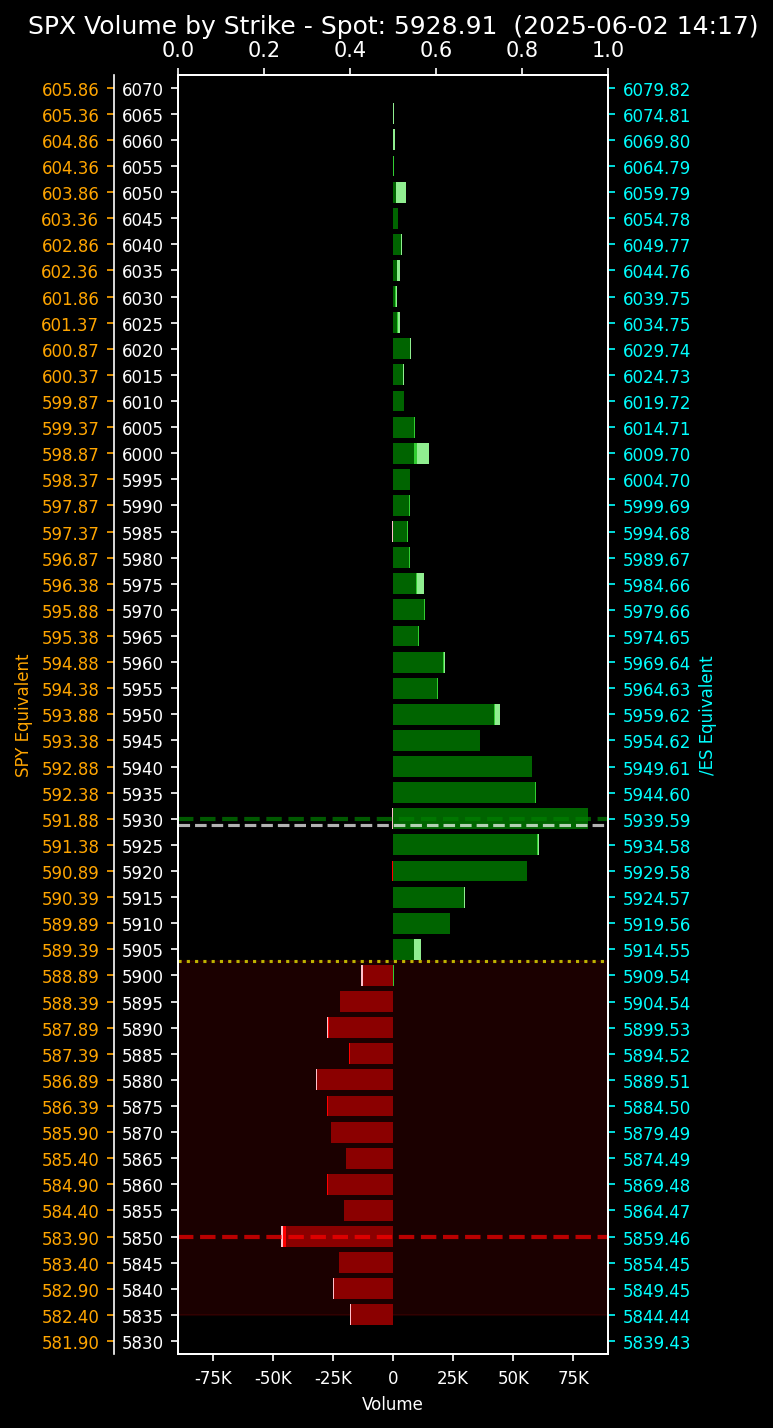 SPX Volume by Strike - Spot: 5928.91 (2025-06-02 14:17)
0.0 0.2 0.4 0.6 0.8 1.0
605.86 6070 6079.82
605.36 6065 6074.81
604.86 6060 6069.80
604.36 6055 6064.79
603.86 6050 6059.79
603.36 6045 6054.78
602.86 6040 6049.77
602.36 6035 6044.76
601.86 6030 6039.75
601.37 6025 6034.75
600.87 6020 6029.74
600.37 6015 6024.73
599.87 6010 6019.72
599.37 6005 6014.71
598.87 6000 6009.70
598.37 5995 6004.70
597.87 5990 5999.69
597.37 5985 5994.68
596.87 5980 5989.67
596.38 5975 5984.66
595.88 5970 5979.66
595.38 5965 5974.65
594.88 5960 5969.64
594.38 5955 5964.63
593.88 5950 5959.62
593.38 5945 5954.62
592.88 5940 5949.61
592.38 5935 5944.60
591.88 5930 5939.59
591.38 5925 5934.58
590.89 5920 5929.58
590.39 5915 5924.57
589.89 5910 5919.56
589.39 5905 5914.55
588.89 5900 5909.54
588.39 5895 5904.54
587.89 5890 5899.53
587.39 5885 5894.52
586.89 5880 5889.51
586.39 5875 5884.50
585.90 5870 5879.49
585.40 5865 5874.49
584.90 5860 5869.48
584.40 5855 5864.47
583.90 5850 5859.46
583.40 5845 5854.45
582.90 5840 5849.45
582.40 5835 5844.44
581.90 5830 5839.43
SPY Equivalent
/ES Equivalent
-75K -50K -25K 0 25K 50K 75K
Volume